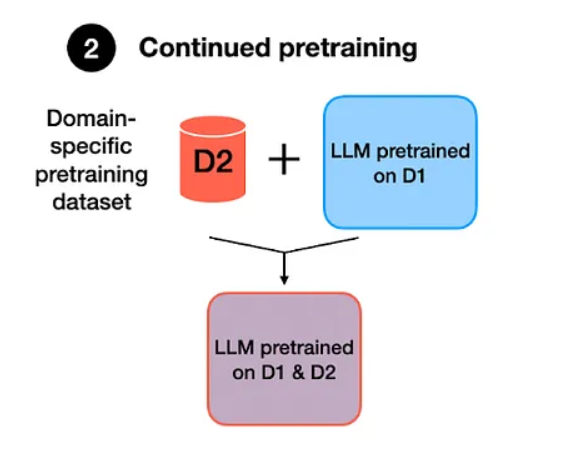 2 Continued pretraining
Domain-
specific
pretraining
dataset
D2
+
LLM pretrained
on D1
LLM pretrained
on D1 & D2